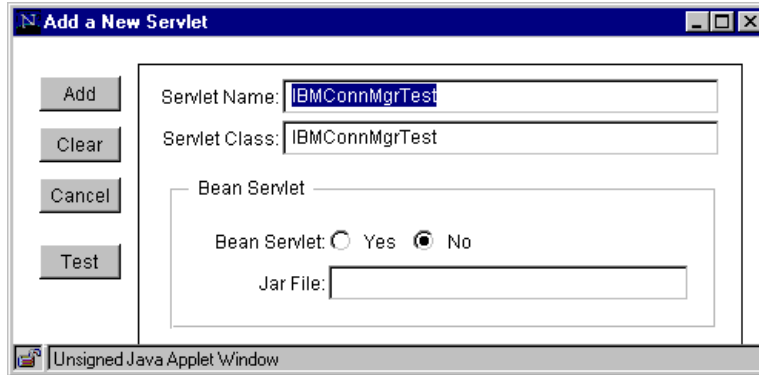 N Add a New Servlet
Add
Servlet Name: IBMConnMgrTest
Clear
Servlet Class: IBMConnMgrTest
Cancel
Bean Servlet
Bean Servlet: Yes No
Test
Jar File:
Unsigned Java Applet Window